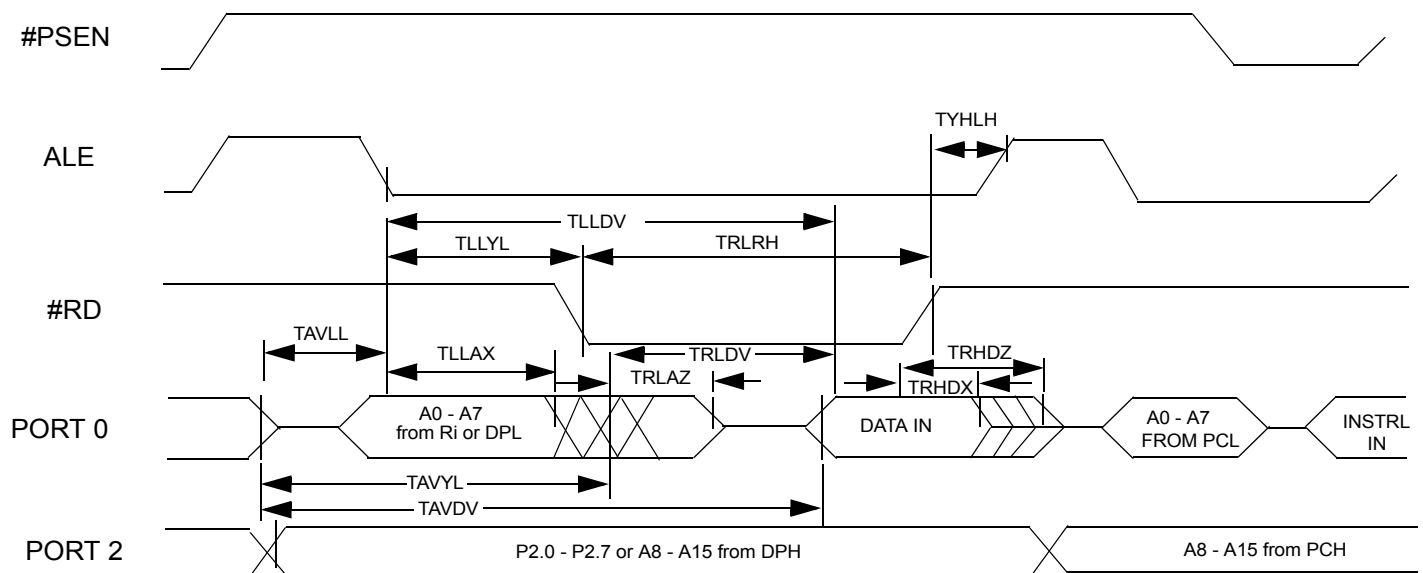 #PSEN
TYHLH
ALE
TLLDV
TLLYL
TRLRH
#RD
TAVLL
TLLAX
TRLDV
TRHDZ
TRLAZ
TRHDX
PORT 0
A0 - A7
from Ri or DPL
DATA IN
A0 - A7
FROM PCL
INSTRL
IN
TAVYL
TAVDV
PORT 2
P2.0 - P2.7 or A8 - A15 from DPH
A8 - A15 from PCH